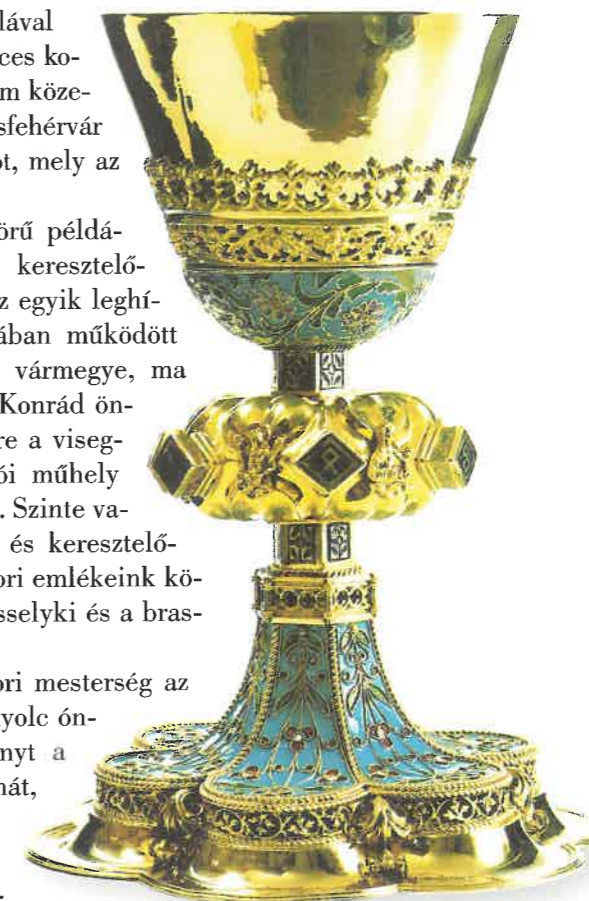 lával
ces ko-
m köze-
sfehérvár
ot, mely az
örű példá-
keresztelő-
z egyik leghí-
ában működött
vármegye, ma
Konrád ön-
re a viseg-
ói műhely
. Szinte va-
és keresztelő-
ori emlékeink kö-
sselyki és a bras-
ori mesterség az
yolc ón-
nyt a
nát,